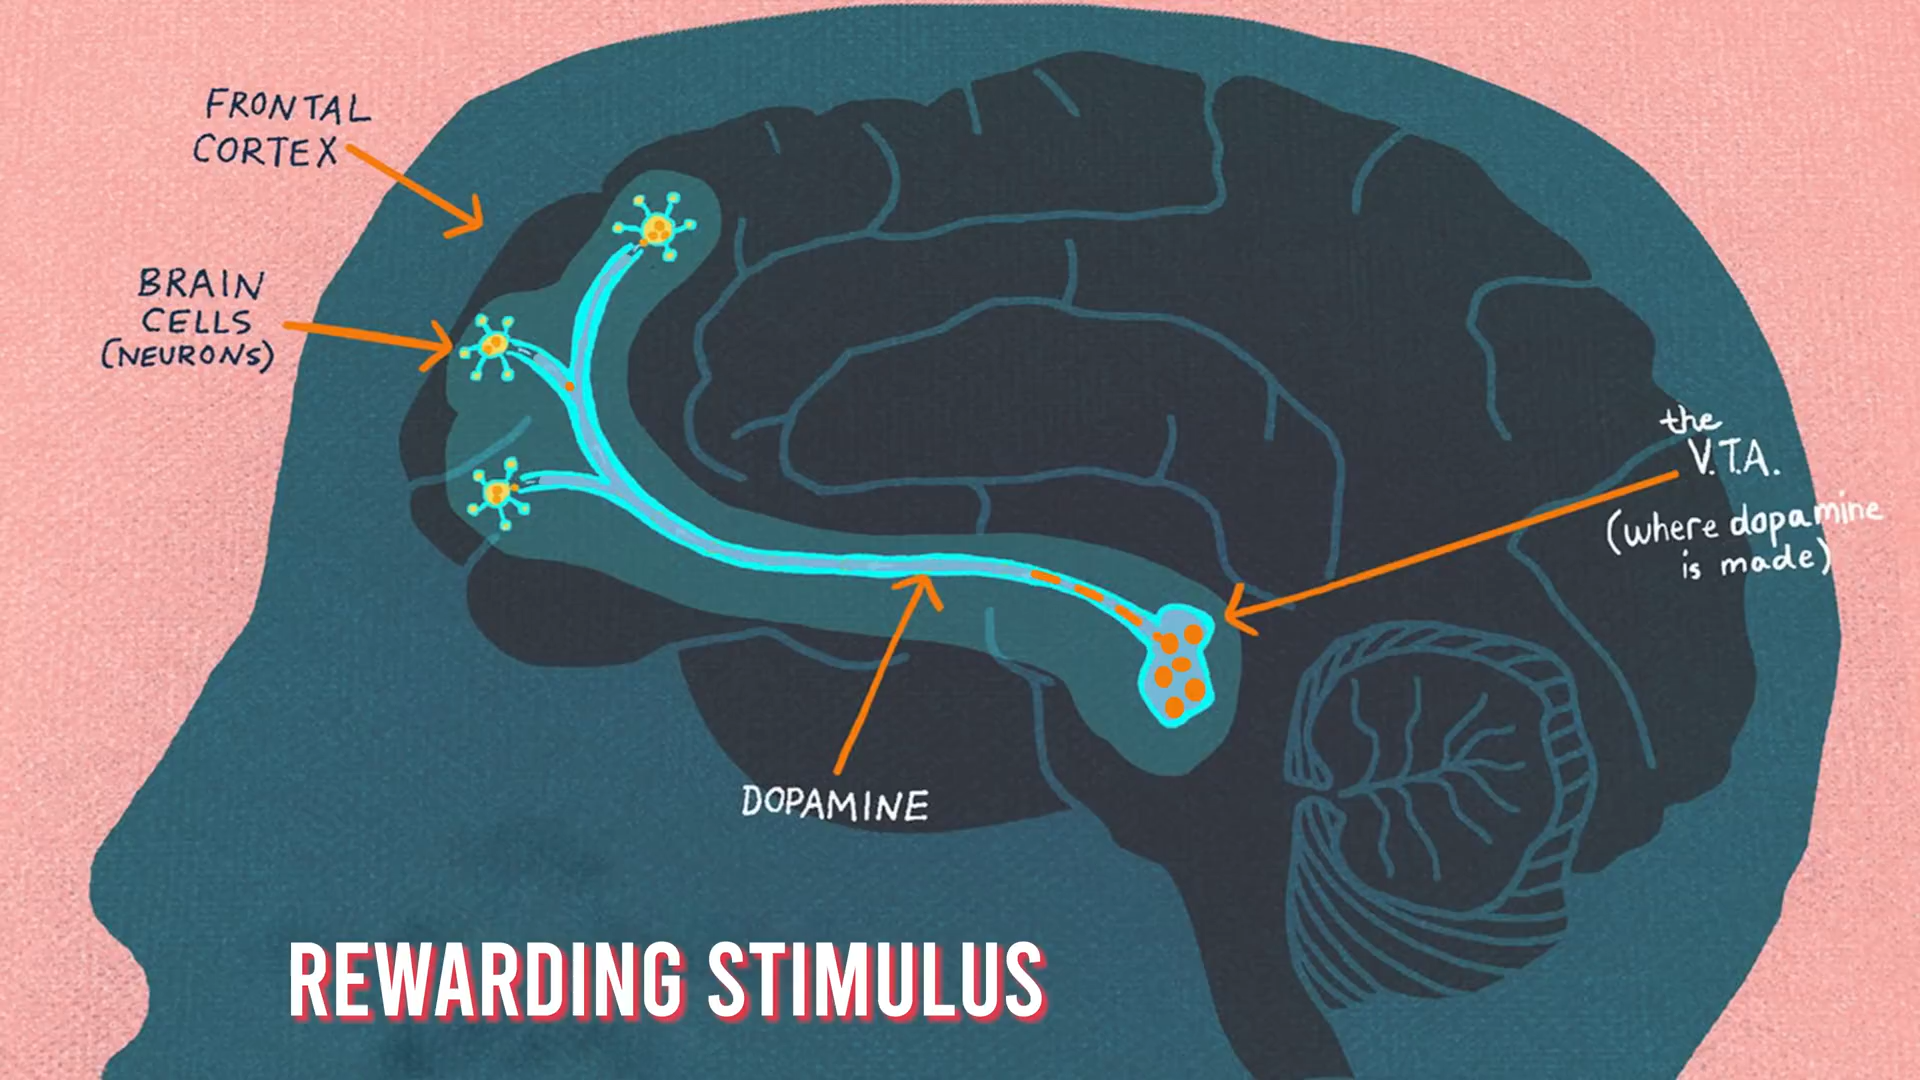 FRONTAL
CORTEX
BRAIN
CELLS
(NEURONS)
the
V.T.A.
(where dopamine
is made)
DOPAMINE
REWARDING STIMULUS